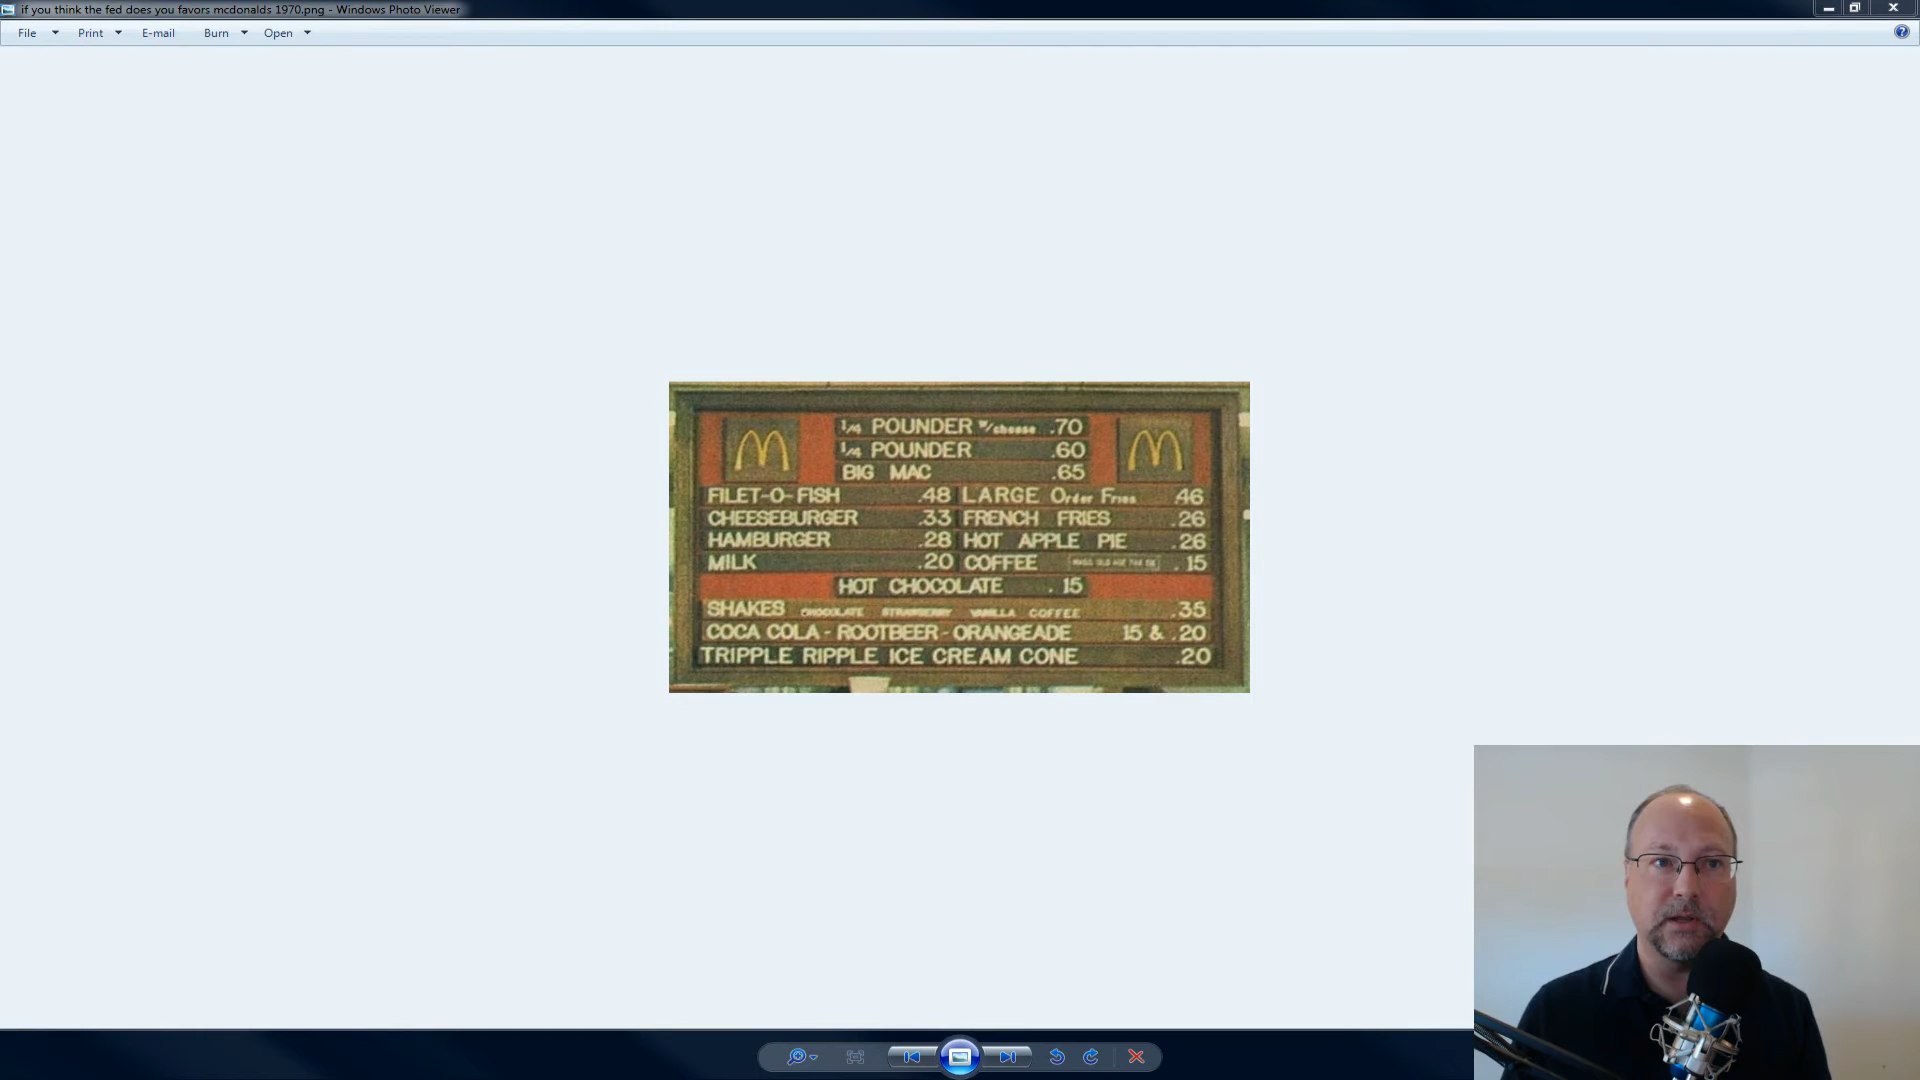 if you think the fed does you favors mcdonalds 1970.png - Windows Photo Viewer
File Print E-mail Burn Open
1/4 POUNDER w/cheese .70
1/4 POUNDER .60
BIG MAC .65
FILET-O-FISH .48 LARGE Order Fries .46
CHEESEBURGER .33 FRENCH FRIES .26
HAMBURGER .28 HOT APPLE PIE .26
MILK .20 COFFEE .15
HOT CHOCOLATE .15
SHAKES CHOCOLATE STRAWBERRY VANILLA COFFEE .35
COCA COLA - ROOTBEER - ORANGEADE 15 & .20
TRIPPLE RIPPLE ICE CREAM CONE .20